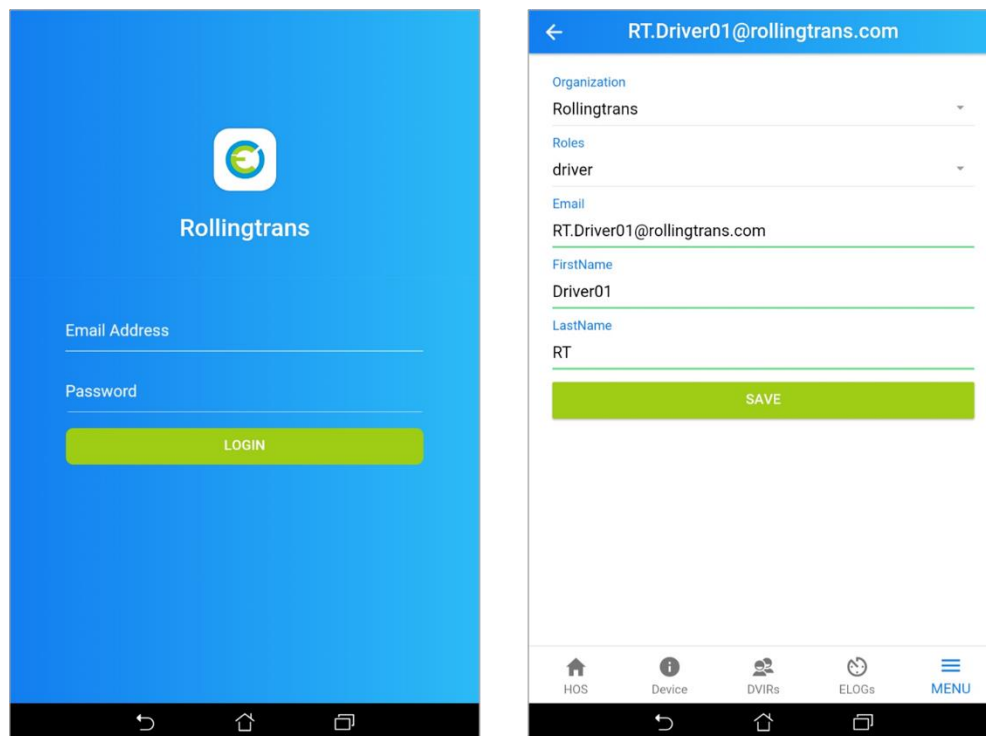 Rollingtrans
Email Address
Password
LOGIN
RT.Driver01@rollingtrans.com
Organization
Rollingtrans
Roles
driver
Email
RT.Driver01@rollingtrans.com
FirstName
Driver01
LastName
RT
SAVE
HOS Device DVIRs ELOGs MENU